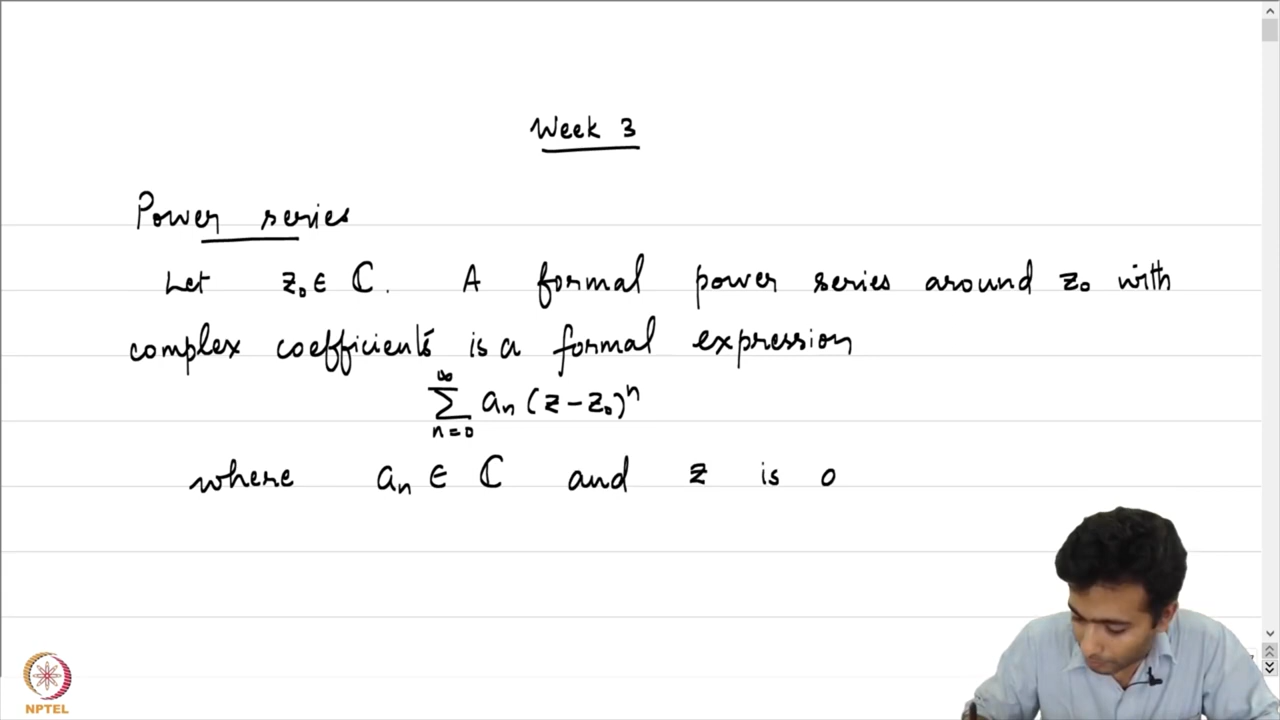 Week 3
Power series
Let z₀ ∈ ℂ. A formal power series around z₀ with
complex coefficients is a formal expression
∞
∑ aₙ (z − z₀)ⁿ
n=0
where aₙ ∈ ℂ and z is
NPTEL